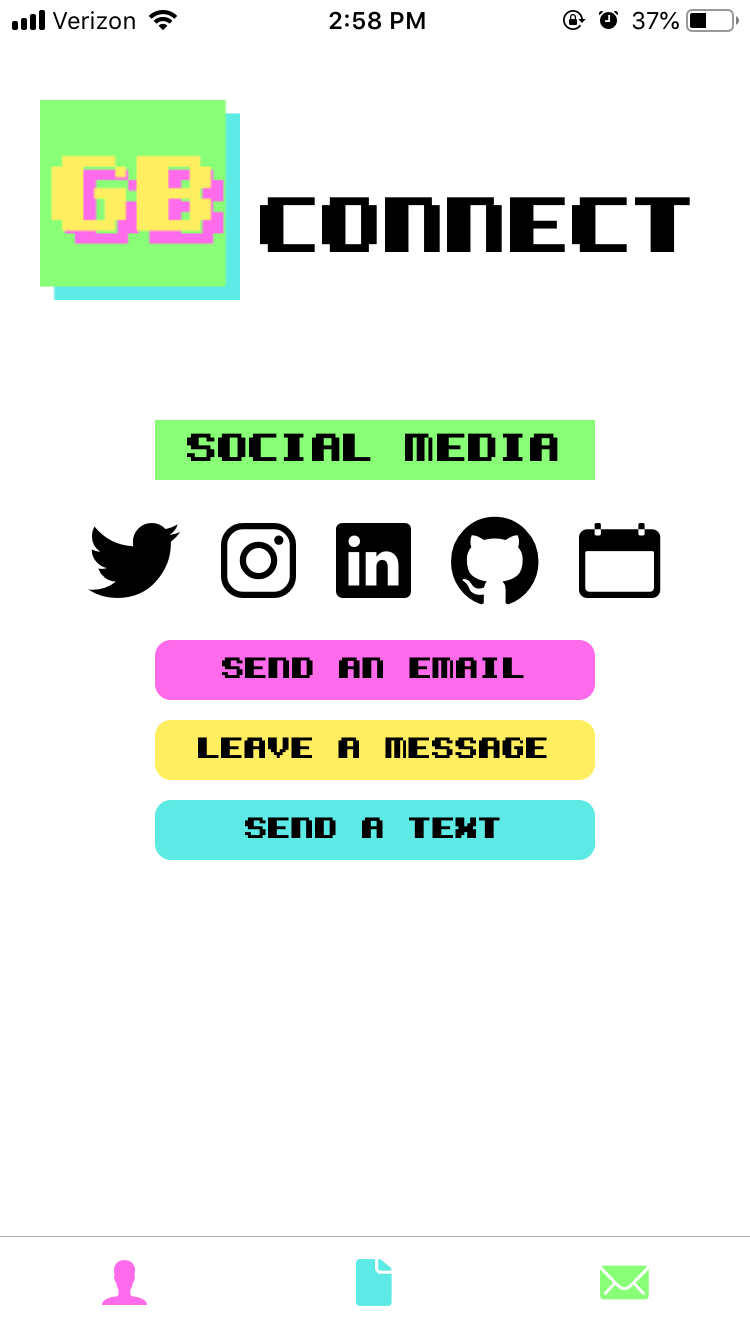 Verizon 2:58 PM 37%
GB
CONNECT
SOCIAL MEDIA
in
SEND AN EMAIL
LEAVE A MESSAGE
SEND A TEXT